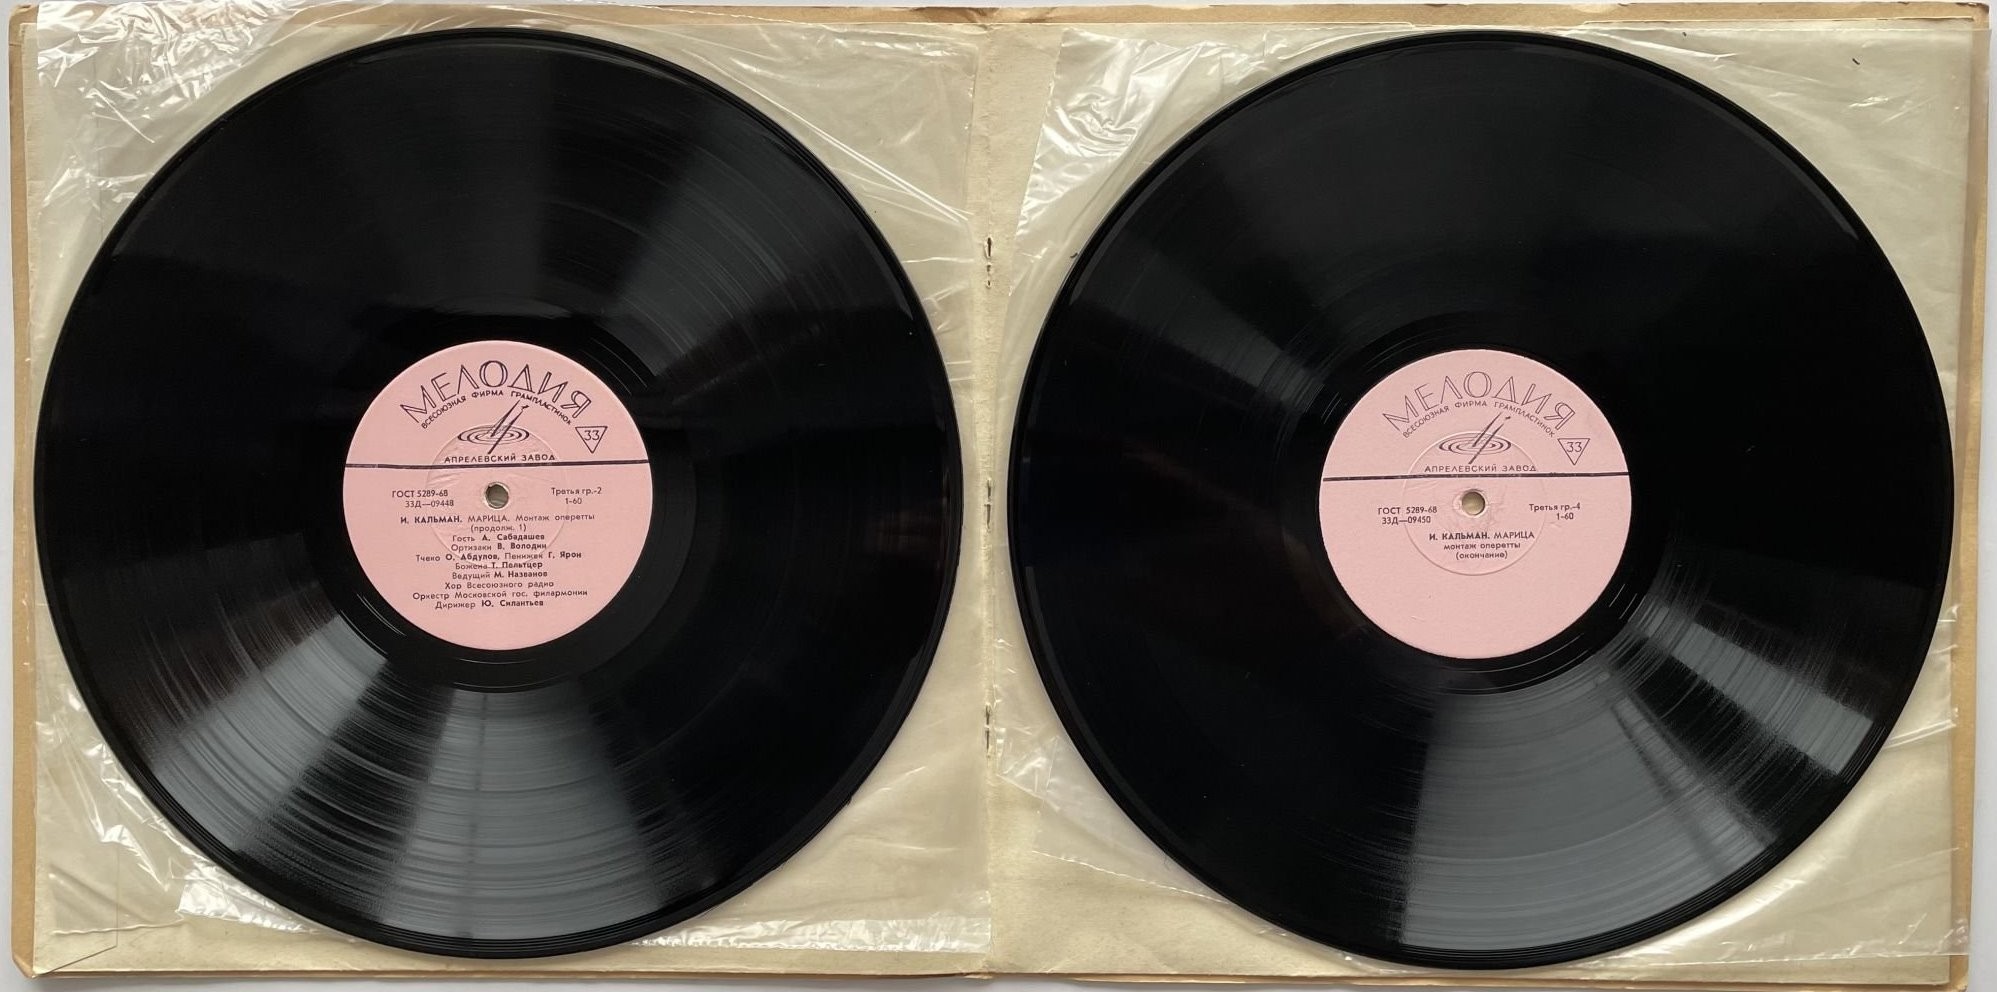 МЕЛОДИЯ
ВСЕСОЮЗНАЯ ФИРМА ГРАМПЛАСТИНОК
33
АПРЕЛЕВСКИЙ ЗАВОД
ГОСТ 5289-68 Третья гр.-2
33Д—09448 1-60
И. КАЛЬМАН. МАРИЦА. Монтаж оперетты
(продолж. 1)
Гость А. Сабадашев
Ортизаки В. Володин
Тчеко О. Абдулов, Пенижек Г. Ярон
Божена Т. Пельтцер
Ведущий М. Названов
Хор Всесоюзного радио
Оркестр Московской гос. филармонии
Дирижер Ю. Силантьев
МЕЛОДИЯ
ВСЕСОЮЗНАЯ ФИРМА ГРАМПЛАСТИНОК
33
АПРЕЛЕВСКИЙ ЗАВОД
ГОСТ 5289-68 Третья гр.-4
33Д—09450 1-60
И. КАЛЬМАН. МАРИЦА
монтаж оперетты
(окончание)